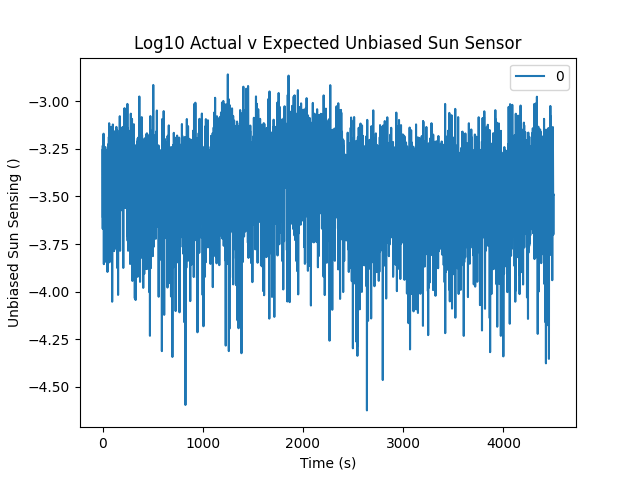 Log10 Actual v Expected Unbiased Sun Sensor
0
−3.00
−3.25
−3.50
−3.75
−4.00
−4.25
−4.50
Unbiased Sun Sensing ()
0 1000 2000 3000 4000
Time (s)